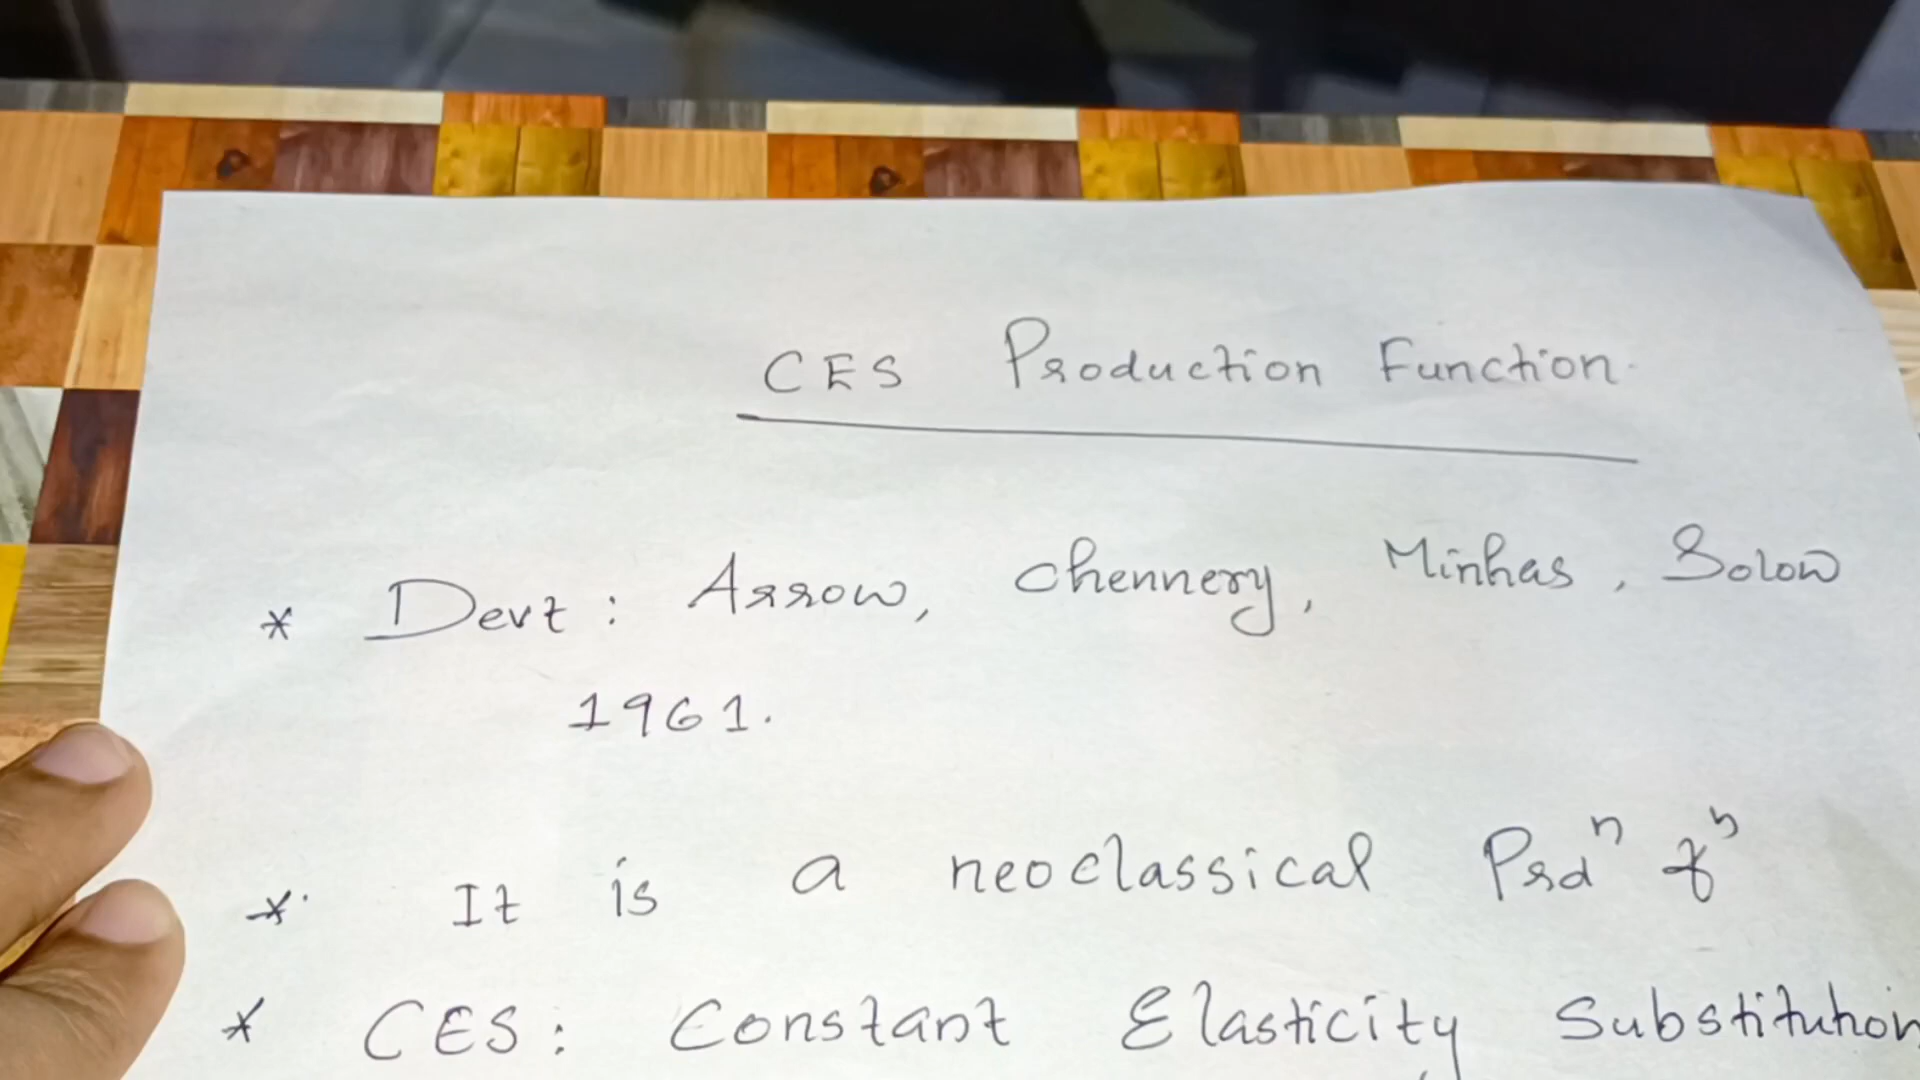 CES Production Function.
* Devt: Arrow, Chennery, Minhas, Solow
1961.
* It is a neoclassical Prdⁿ fⁿ
* CES: Constant Elasticity Substitution